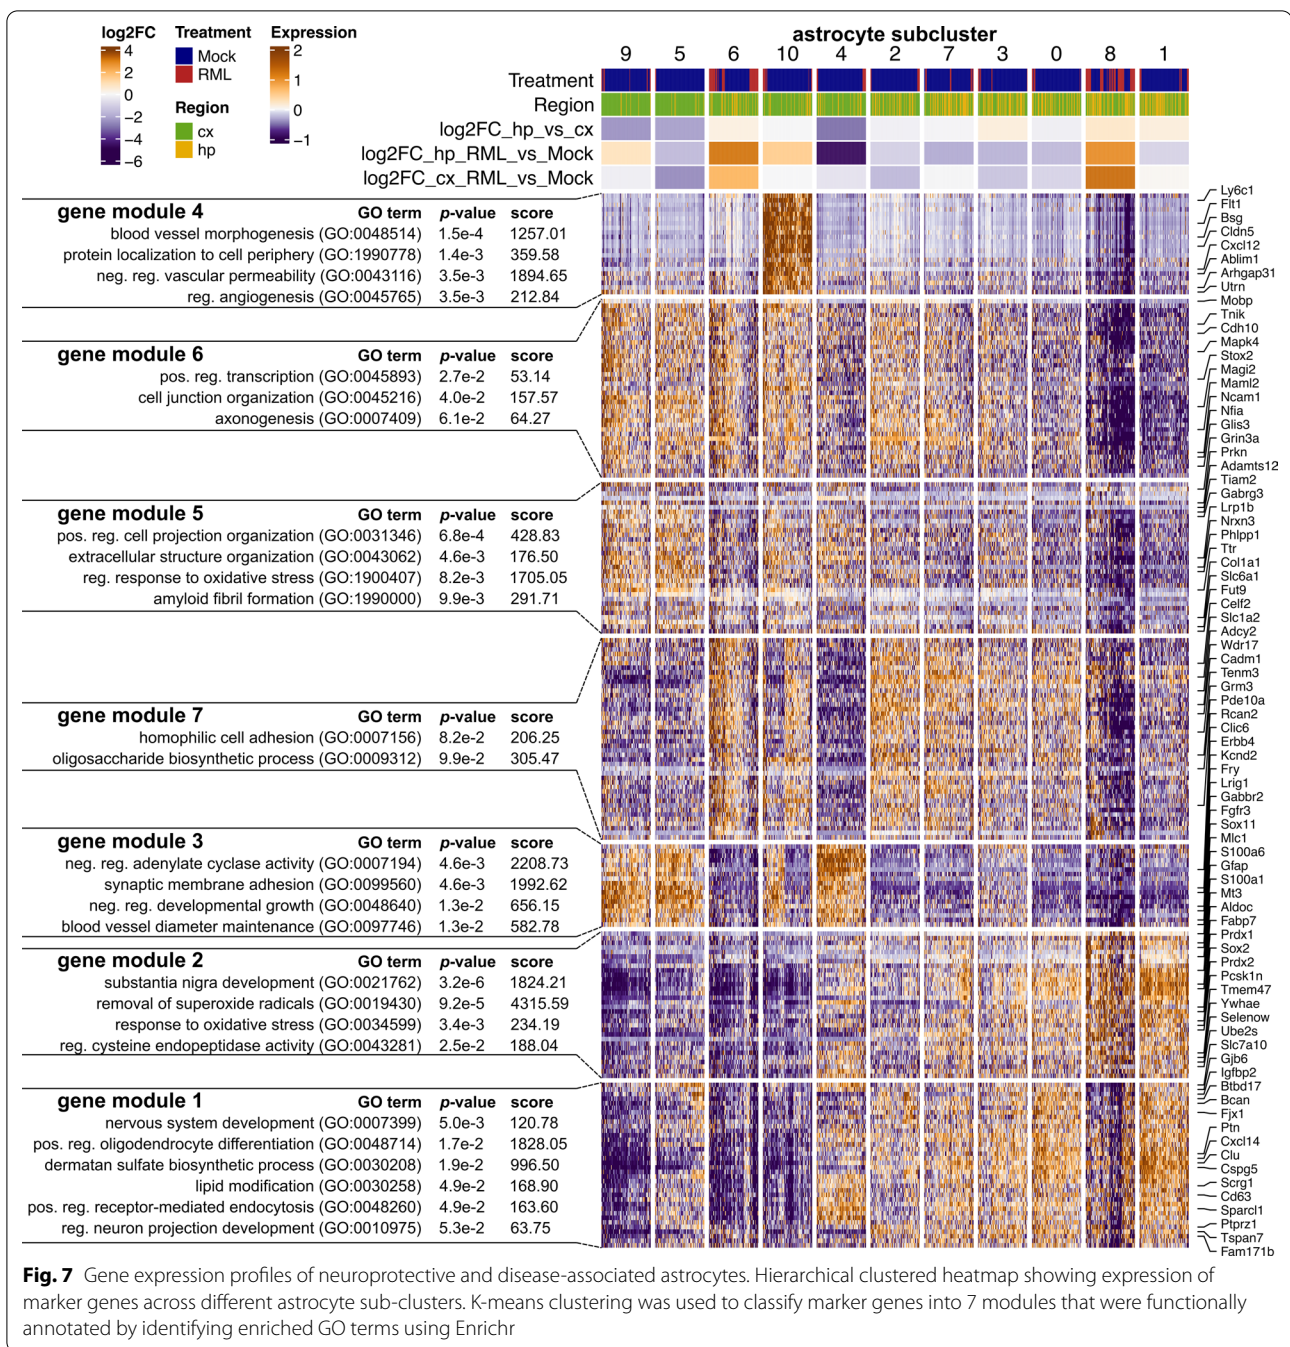 log2FC
4
2
0
−2
−4
−6
Treatment
Mock
RML
Region
cx
hp
Expression
2
1
0
−1
astrocyte subcluster
9 5 6 10 4 2 7 3 0 8 1
Treatment
Region
log2FC_hp_vs_cx
log2FC_hp_RML_vs_Mock
log2FC_cx_RML_vs_Mock
gene module 4 GO term p-value score
blood vessel morphogenesis (GO:0048514) 1.5e-4 1257.01
protein localization to cell periphery (GO:1990778) 1.4e-3 359.58
neg. reg. vascular permeability (GO:0043116) 3.5e-3 1894.65
reg. angiogenesis (GO:0045765) 3.5e-3 212.84
gene module 6 GO term p-value score
pos. reg. transcription (GO:0045893) 2.7e-2 53.14
cell junction organization (GO:0045216) 4.0e-2 157.57
axonogenesis (GO:0007409) 6.1e-2 64.27
gene module 5 GO term p-value score
pos. reg. cell projection organization (GO:0031346) 6.8e-4 428.83
extracellular structure organization (GO:0043062) 4.6e-3 176.50
reg. response to oxidative stress (GO:1900407) 8.2e-3 1705.05
amyloid fibril formation (GO:1990000) 9.9e-3 291.71
gene module 7 GO term p-value score
homophilic cell adhesion (GO:0007156) 8.2e-2 206.25
oligosaccharide biosynthetic process (GO:0009312) 9.9e-2 305.47
gene module 3 GO term p-value score
neg. reg. adenylate cyclase activity (GO:0007194) 4.6e-3 2208.73
synaptic membrane adhesion (GO:0099560) 4.6e-3 1992.62
neg. reg. developmental growth (GO:0048640) 1.3e-2 656.15
blood vessel diameter maintenance (GO:0097746) 1.3e-2 582.78
gene module 2 GO term p-value score
substantia nigra development (GO:0021762) 3.2e-6 1824.21
removal of superoxide radicals (GO:0019430) 9.2e-5 4315.59
response to oxidative stress (GO:0034599) 3.4e-3 234.19
reg. cysteine endopeptidase activity (GO:0043281) 2.5e-2 188.04
gene module 1 GO term p-value score
nervous system development (GO:0007399) 5.0e-3 120.78
pos. reg. oligodendrocyte differentiation (GO:0048714) 1.7e-2 1828.05
dermatan sulfate biosynthetic process (GO:0030208) 1.9e-2 996.50
lipid modification (GO:0030258) 4.9e-2 168.90
pos. reg. receptor-mediated endocytosis (GO:0048260) 4.9e-2 163.60
reg. neuron projection development (GO:0010975) 5.3e-2 63.75
Ly6c1
Flt1
Bsg
Cldn5
Cxcl12
Ablim1
Arhgap31
Utrn
Mobp
Tnik
Cdh10
Mapk4
Stox2
Magi2
Maml2
Ncam1
Nfia
Glis3
Grin3a
Prkn
Adamts12
Tiam2
Gabrg3
Lrp1b
Nrxn3
Phlpp1
Ttr
Col1a1
Slc6a1
Fut9
Celf2
Slc1a2
Adcy2
Wdr17
Cadm1
Tenm3
Grm3
Pde10a
Rcan2
Clic6
Erbb4
Kcnd2
Fry
Lrig1
Gabbr2
Fgfr3
Sox11
Mlc1
S100a6
Gfap
S100a1
Mt3
Aldoc
Fabp7
Prdx1
Sox2
Prdx2
Pcsk1n
Tmem47
Ywhae
Selenow
Ube2s
Slc7a10
Gjb6
Igfbp2
Btbd17
Bcan
Fjx1
Ptn
Cxcl14
Clu
Cspg5
Scrg1
Cd63
Sparcl1
Ptprz1
Tspan7
Fam171b
Fig. 7 Gene expression profiles of neuroprotective and disease-associated astrocytes. Hierarchical clustered heatmap showing expression of
marker genes across different astrocyte sub-clusters. K-means clustering was used to classify marker genes into 7 modules that were functionally
annotated by identifying enriched GO terms using Enrichr